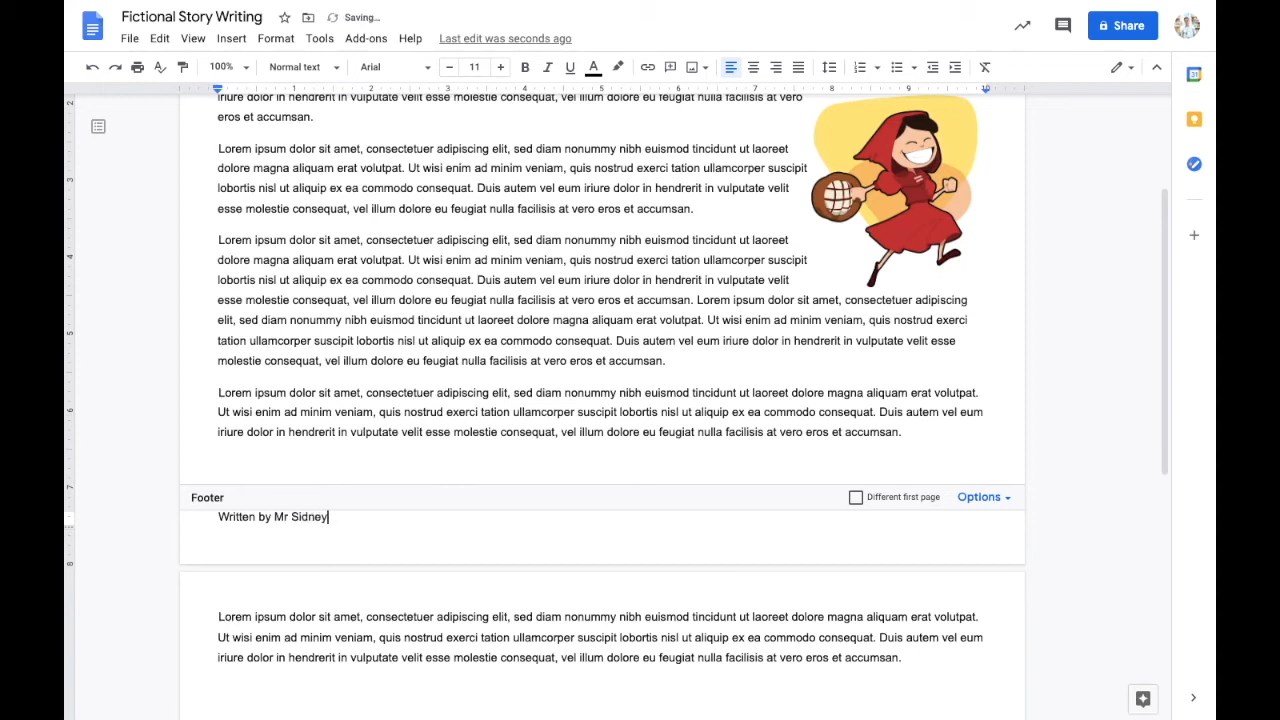 Fictional Story Writing Saving…
File Edit View Insert Format Tools Add-ons Help Last edit was seconds ago
Share
100% Normal text Arial 11 B I U A
1 2 3 4 5 6 7 8 9 10
31
2
3
4
5
6
7
8
iriure dolor in hendrerit in vulputate velit esse molestie consequat, vel illum dolore eu feugiat nulla facilisis at vero
eros et accumsan.
Lorem ipsum dolor sit amet, consectetuer adipiscing elit, sed diam nonummy nibh euismod tincidunt ut laoreet
dolore magna aliquam erat volutpat. Ut wisi enim ad minim veniam, quis nostrud exerci tation ullamcorper suscipit
lobortis nisl ut aliquip ex ea commodo consequat. Duis autem vel eum iriure dolor in hendrerit in vulputate velit
esse molestie consequat, vel illum dolore eu feugiat nulla facilisis at vero eros et accumsan.
Lorem ipsum dolor sit amet, consectetuer adipiscing elit, sed diam nonummy nibh euismod tincidunt ut laoreet
dolore magna aliquam erat volutpat. Ut wisi enim ad minim veniam, quis nostrud exerci tation ullamcorper suscipit
lobortis nisl ut aliquip ex ea commodo consequat. Duis autem vel eum iriure dolor in hendrerit in vulputate velit
esse molestie consequat, vel illum dolore eu feugiat nulla facilisis at vero eros et accumsan. Lorem ipsum dolor sit amet, consectetuer adipiscing
elit, sed diam nonummy nibh euismod tincidunt ut laoreet dolore magna aliquam erat volutpat. Ut wisi enim ad minim veniam, quis nostrud exerci
tation ullamcorper suscipit lobortis nisl ut aliquip ex ea commodo consequat. Duis autem vel eum iriure dolor in hendrerit in vulputate velit esse
molestie consequat, vel illum dolore eu feugiat nulla facilisis at vero eros et accumsan.
Lorem ipsum dolor sit amet, consectetuer adipiscing elit, sed diam nonummy nibh euismod tincidunt ut laoreet dolore magna aliquam erat volutpat.
Ut wisi enim ad minim veniam, quis nostrud exerci tation ullamcorper suscipit lobortis nisl ut aliquip ex ea commodo consequat. Duis autem vel eum
iriure dolor in hendrerit in vulputate velit esse molestie consequat, vel illum dolore eu feugiat nulla facilisis at vero eros et accumsan.
Footer Different first page Options
Written by Mr Sidney
Lorem ipsum dolor sit amet, consectetuer adipiscing elit, sed diam nonummy nibh euismod tincidunt ut laoreet dolore magna aliquam erat volutpat.
Ut wisi enim ad minim veniam, quis nostrud exerci tation ullamcorper suscipit lobortis nisl ut aliquip ex ea commodo consequat. Duis autem vel eum
iriure dolor in hendrerit in vulputate velit esse molestie consequat, vel illum dolore eu feugiat nulla facilisis at vero eros et accumsan.